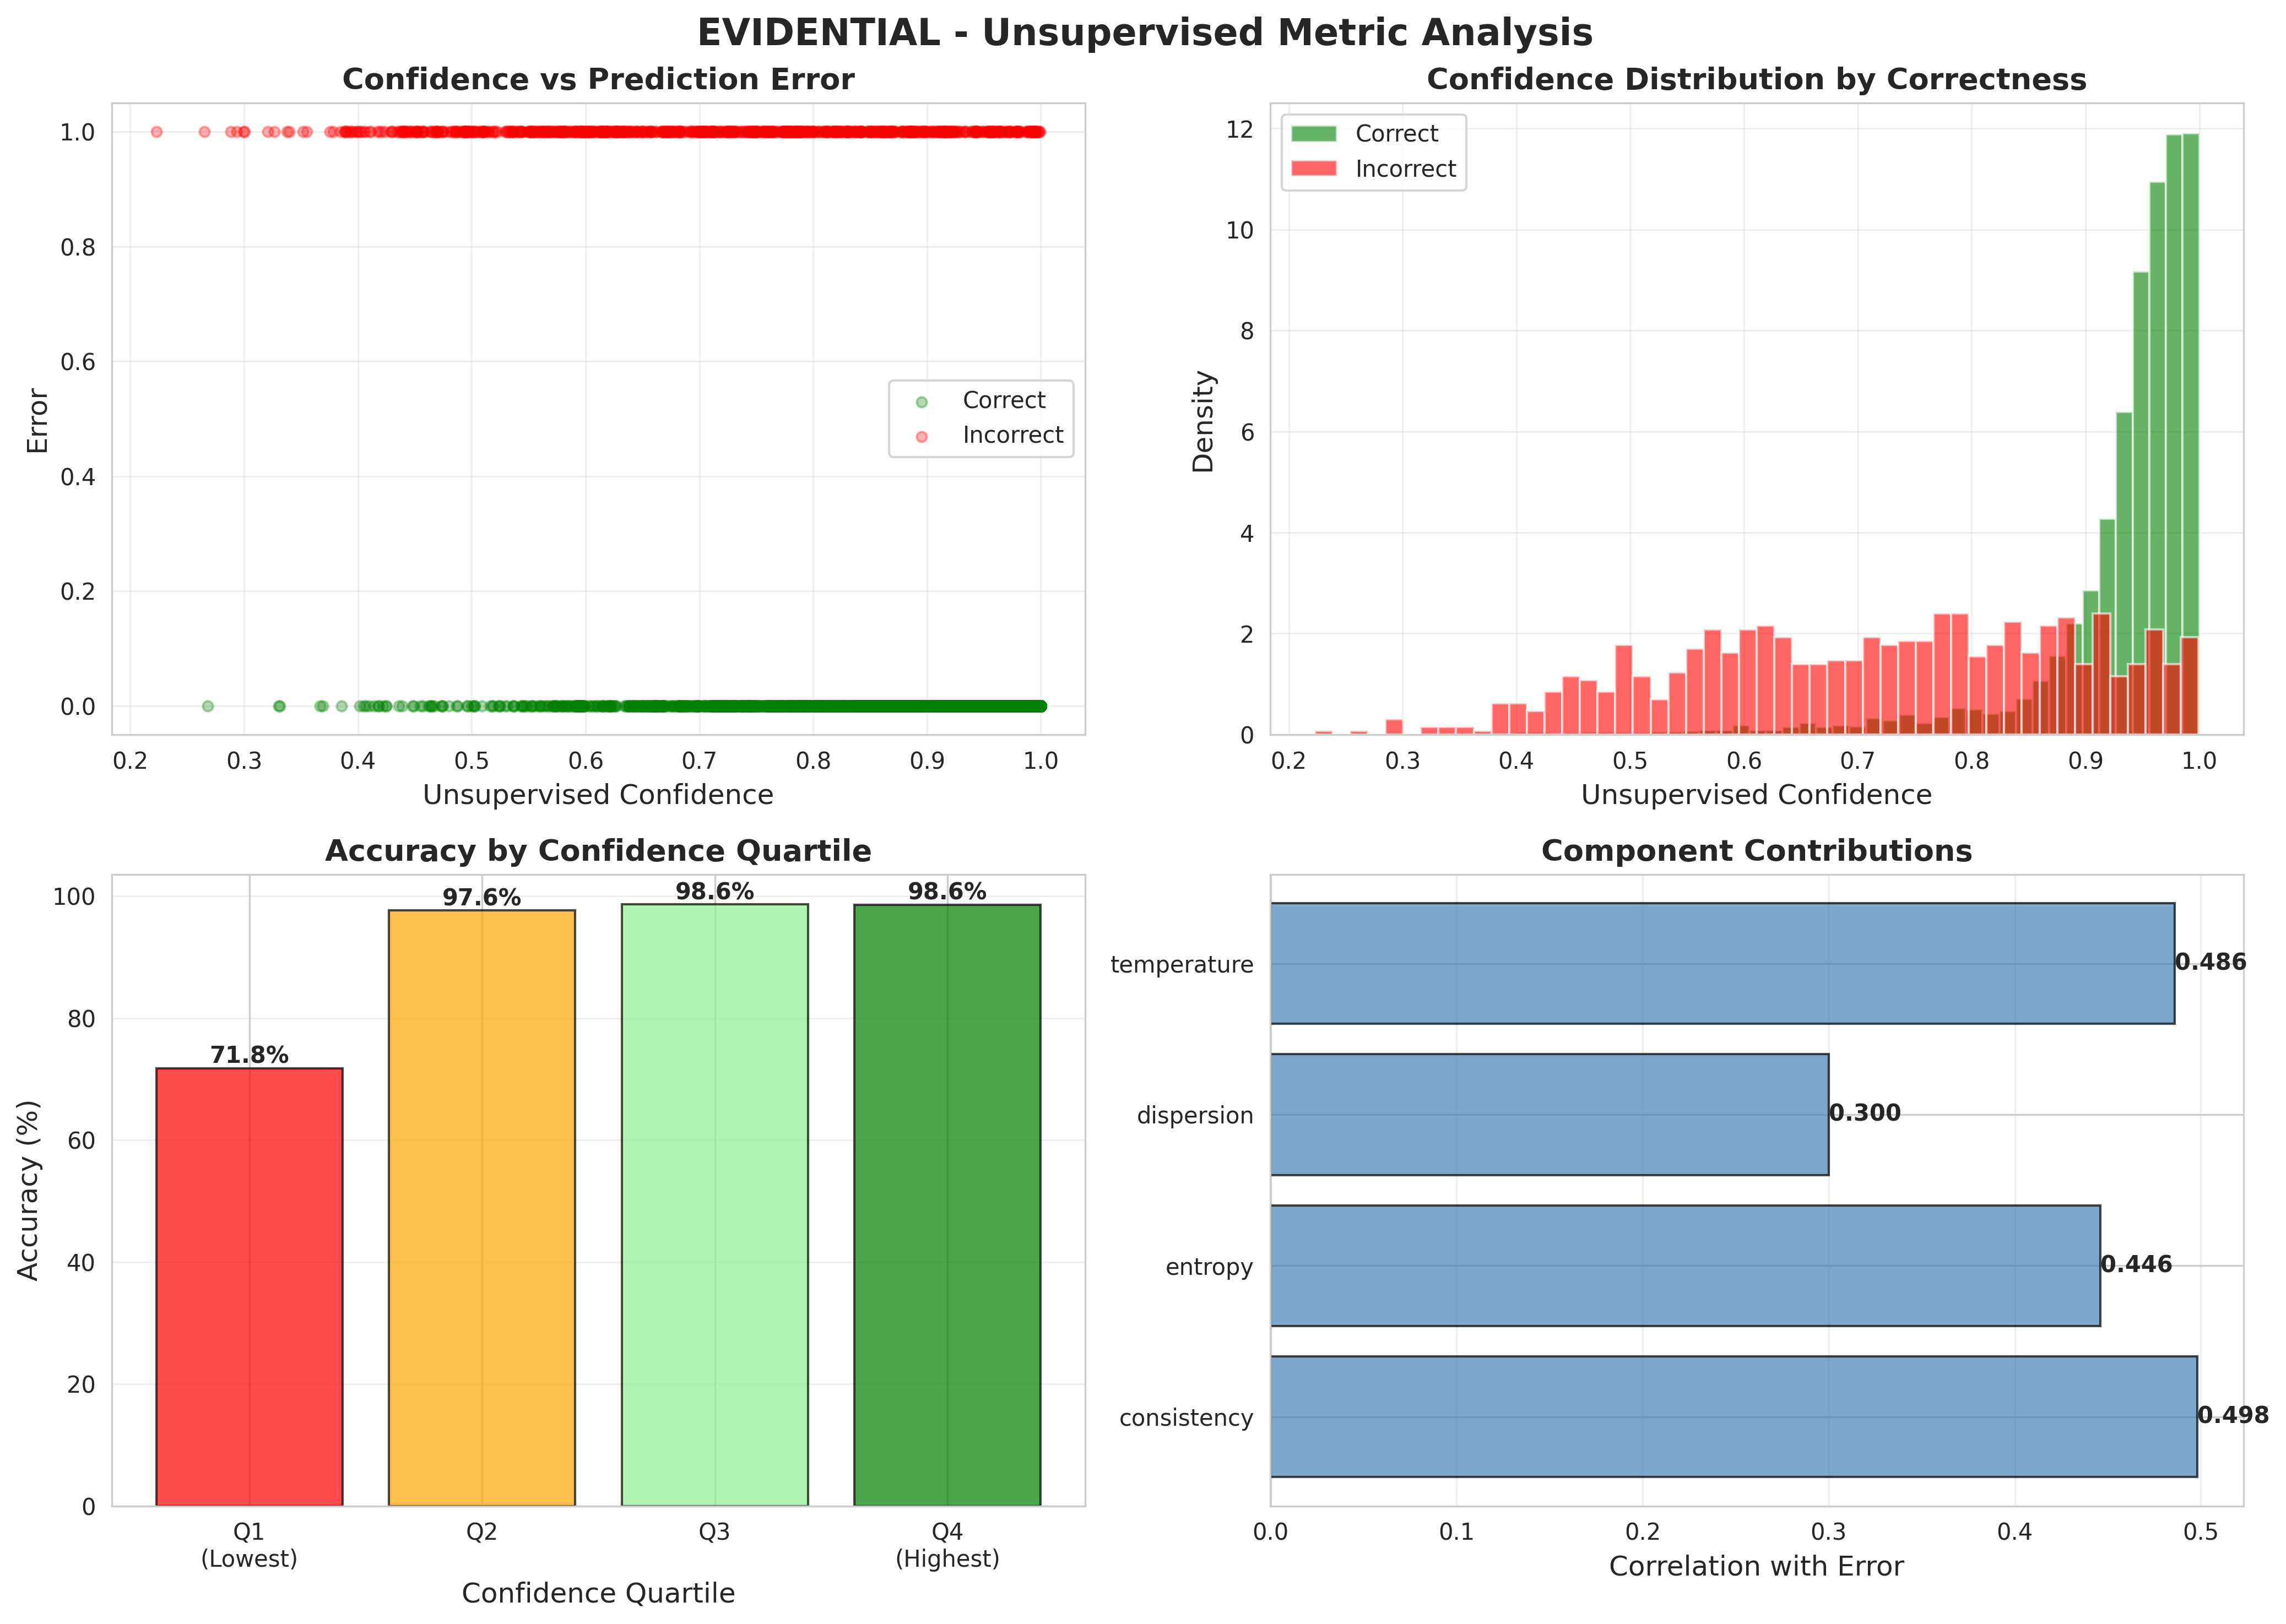 EVIDENTIAL - Unsupervised Metric Analysis
Confidence vs Prediction Error
1.0
0.8
0.6
0.4
0.2
0.0
Error
Correct
Incorrect
0.2 0.3 0.4 0.5 0.6 0.7 0.8 0.9 1.0
Unsupervised Confidence
Confidence Distribution by Correctness
Correct
Incorrect
12
10
8
6
4
2
0
Density
0.2 0.3 0.4 0.5 0.6 0.7 0.8 0.9 1.0
Unsupervised Confidence
Accuracy by Confidence Quartile
100
80
60
40
20
0
Accuracy (%)
71.8%
97.6%
98.6%
98.6%
Q1 Q2 Q3 Q4
(Lowest) (Highest)
Confidence Quartile
Component Contributions
temperature 0.486
dispersion 0.300
entropy 0.446
consistency 0.498
0.0 0.1 0.2 0.3 0.4 0.5
Correlation with Error